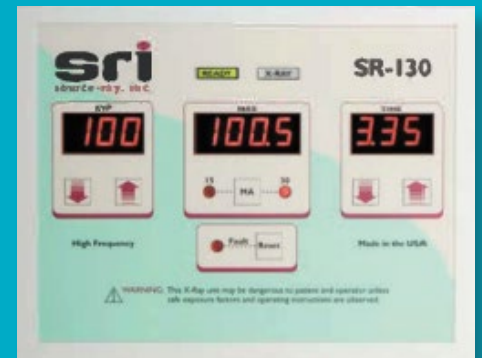 sri
source-ray, inc.
SR-130
READY
X-RAY
KVP
MAS
TIME
100
100.5
3.35
15
MA
30
Fault
Reset
High Frequency
Made in the USA
WARNING: This X-Ray unit may be dangerous to patient and operator unless
safe exposure factors and operating instructions are observed